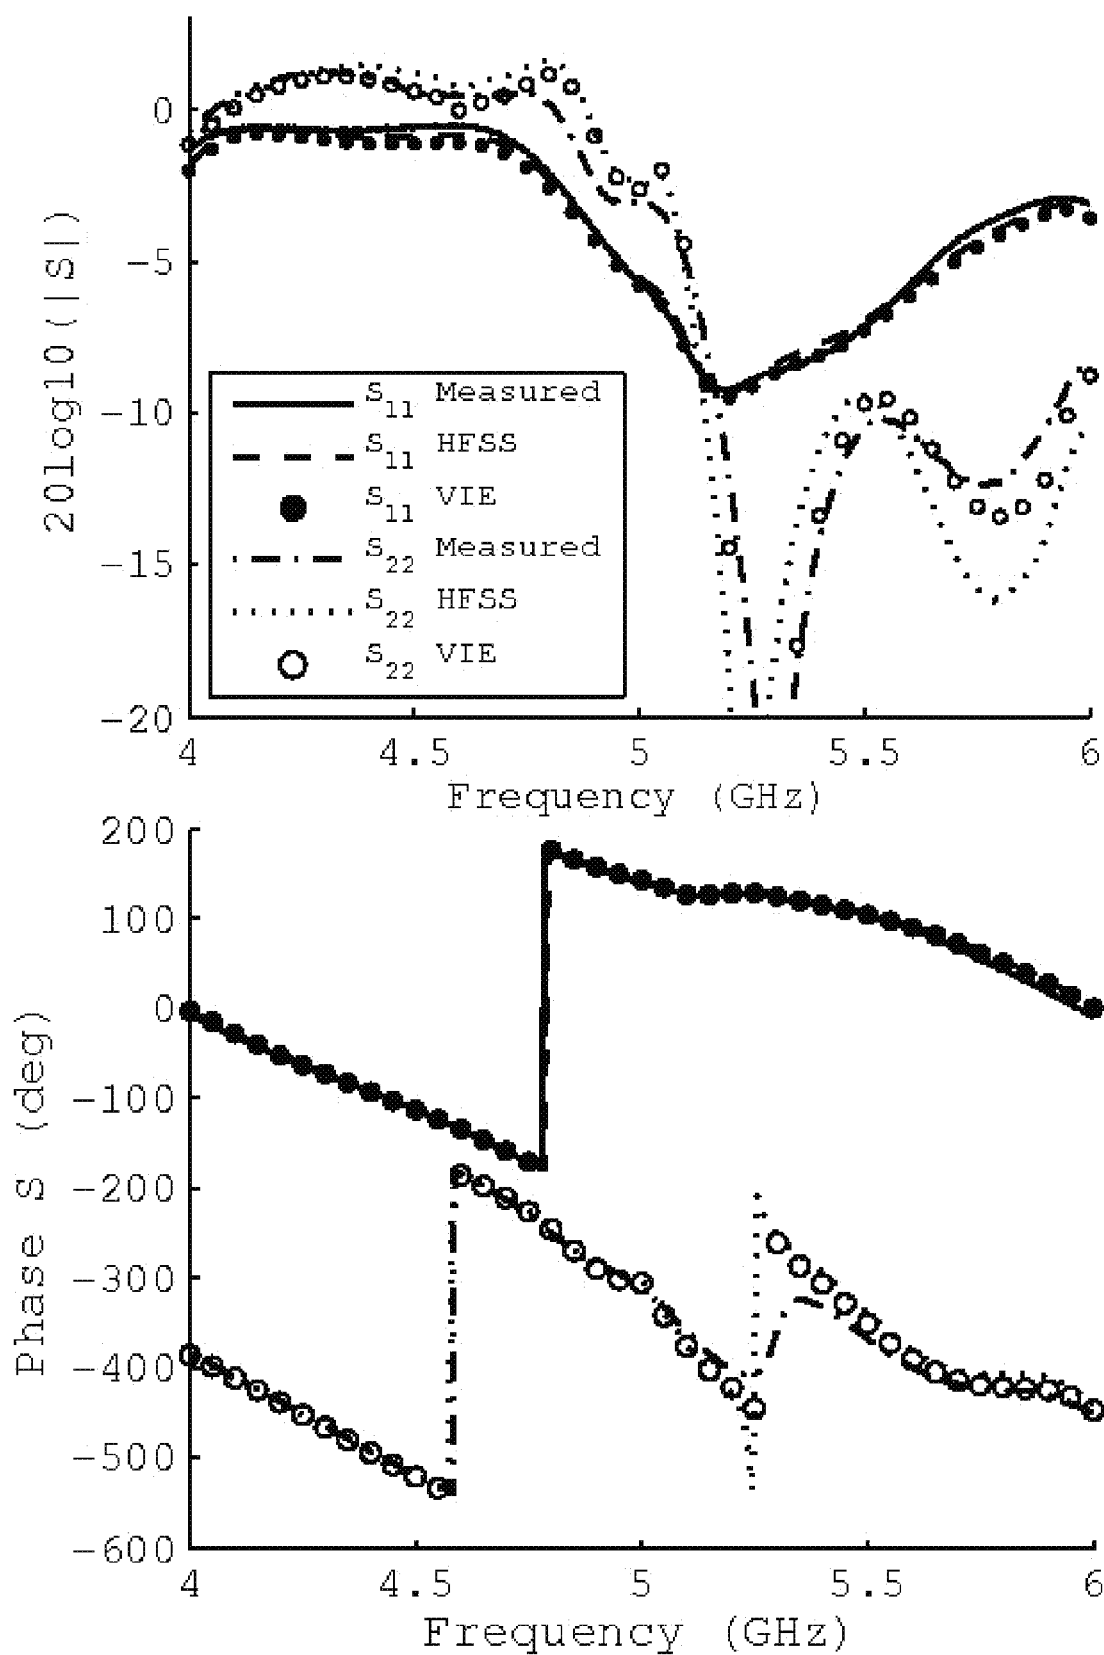 0
-5
-10
-15
-20
20log10(|S|)
S11 Measured
S11 HFSS
S11 VIE
S22 Measured
S22 HFSS
S22 VIE
4 4.5 5 5.5 6
Frequency (GHz)
200
100
0
-100
-200
-300
-400
-500
-600
Phase S (deg)
4 4.5 5 5.5 6
Frequency (GHz)